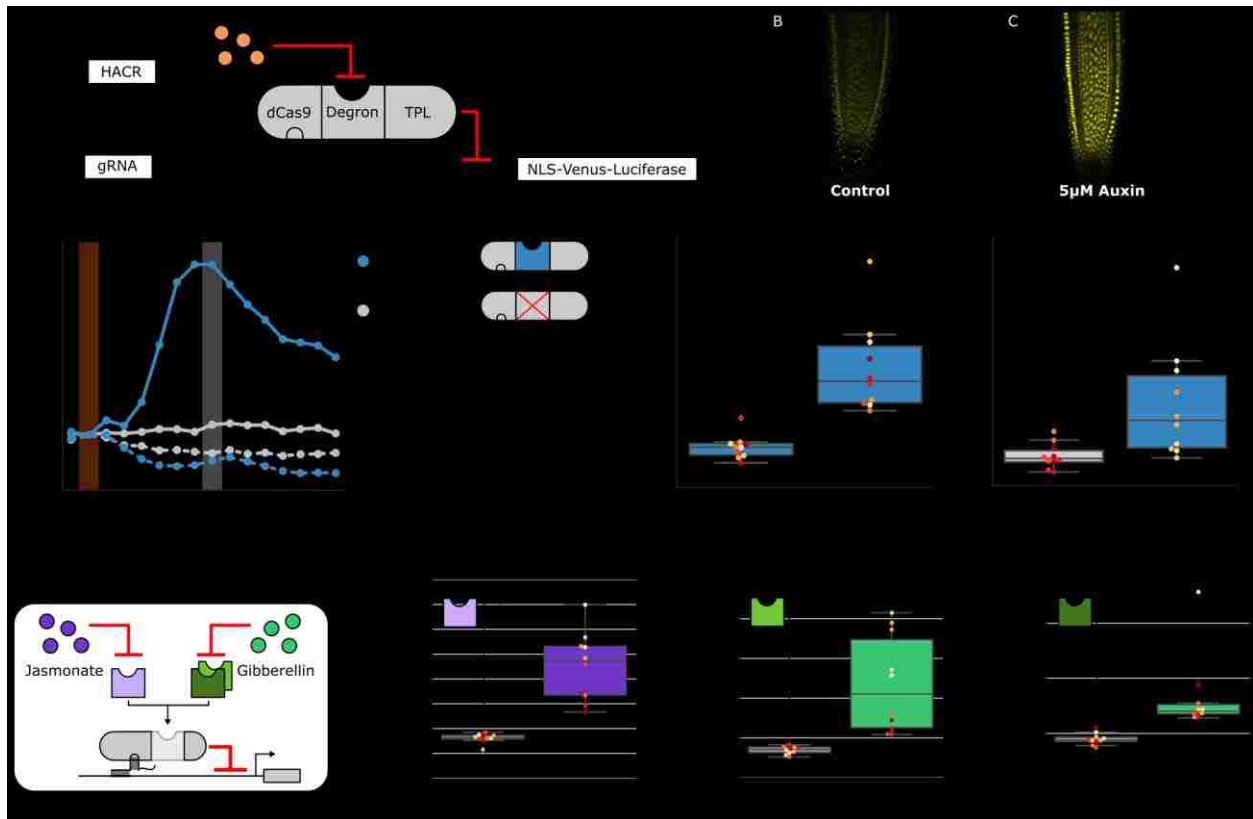 B
C
HACR
dCas9
Degron
TPL
gRNA
NLS-Venus-Luciferase
Control
5μM Auxin
Jasmonate
Gibberellin